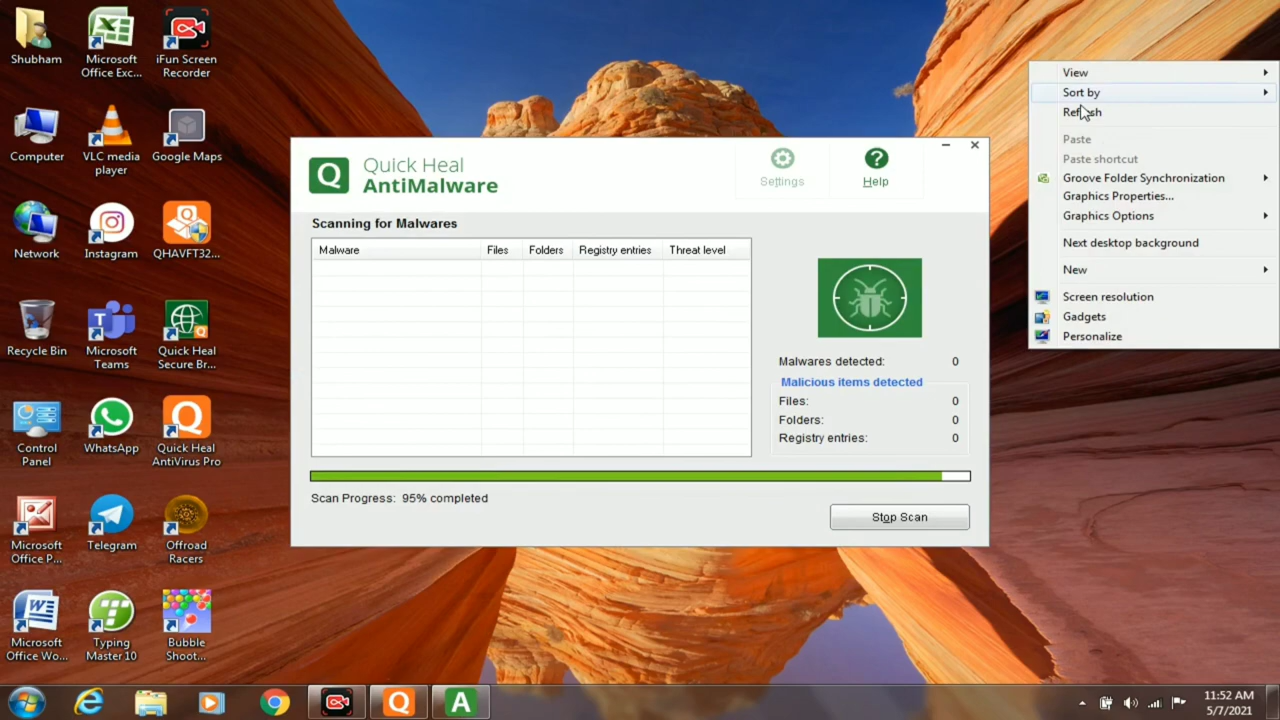 Shubham
Microsoft
Office Exc...
iFun Screen
Recorder
Computer
VLC media
player
Google Maps
Network
Instagram
QHAVFT32...
Recycle Bin
Microsoft
Teams
Quick Heal
Secure Br...
Control
Panel
WhatsApp
Quick Heal
AntiVirus Pro
Microsoft
Office P...
Telegram
Offroad
Racers
Microsoft
Office Wo...
Typing
Master 10
Bubble
Shoot...
Quick Heal
AntiMalware
Settings
Help
Scanning for Malwares
Malware Files Folders Registry entries Threat level
Malwares detected: 0
Malicious items detected
Files: 0
Folders: 0
Registry entries: 0
Scan Progress: 95% completed
Stop Scan
View
Sort by
Refresh
Paste
Paste shortcut
Groove Folder Synchronization
Graphics Properties...
Graphics Options
Next desktop background
New
Screen resolution
Gadgets
Personalize
11:52 AM
5/7/2021